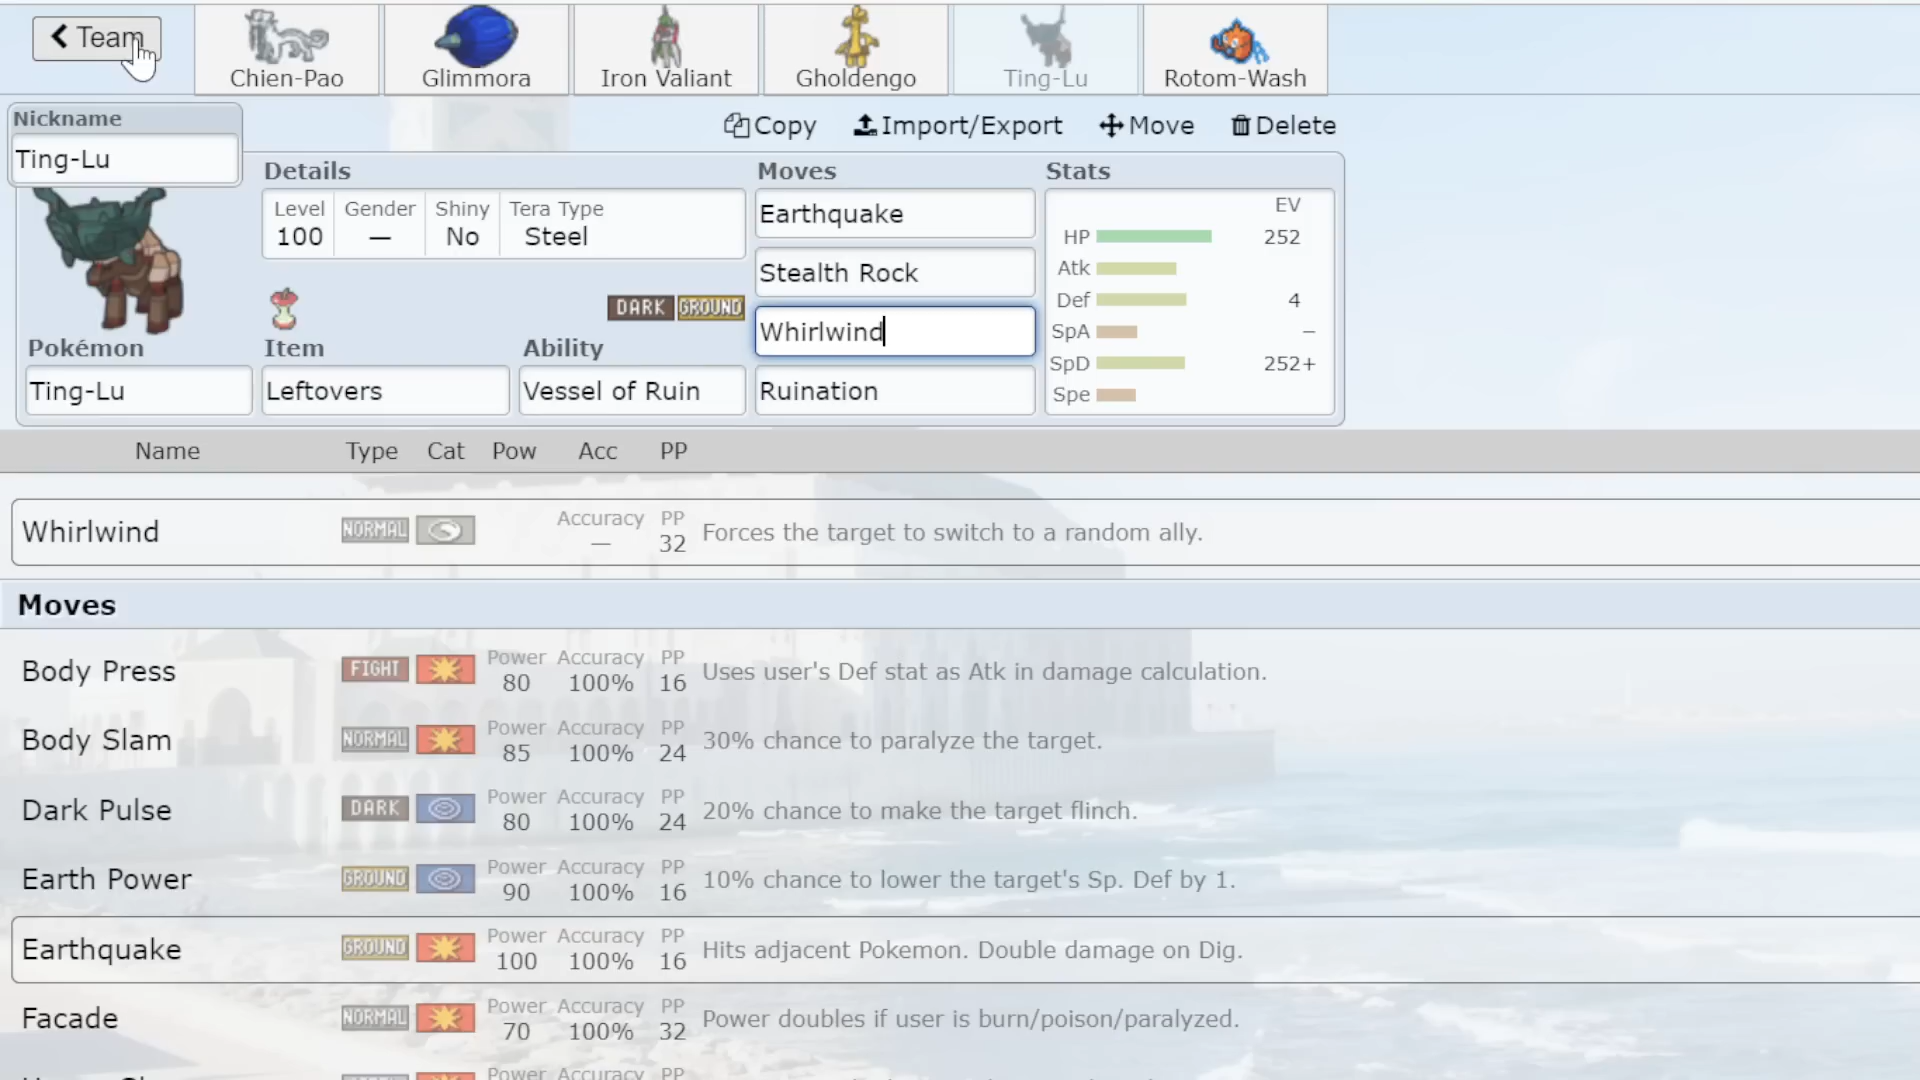 Team
Chien-Pao
Glimmora
Iron Valiant
Gholdengo
Ting-Lu
Rotom-Wash
Nickname
Ting-Lu
Copy
Import/Export
Move
Delete
Details
Level Gender Shiny Tera Type
100 — No Steel
DARK GROUND
Pokémon
Ting-Lu
Item
Leftovers
Ability
Vessel of Ruin
Moves
Earthquake
Stealth Rock
Whirlwind
Ruination
Stats
EV
HP 252
Atk
Def 4
SpA –
SpD 252+
Spe
Name Type Cat Pow Acc PP
Whirlwind NORMAL Accuracy — PP 32 Forces the target to switch to a random ally.
Moves
Body Press FIGHT Power 80 Accuracy 100% PP 16 Uses user's Def stat as Atk in damage calculation.
Body Slam NORMAL Power 85 Accuracy 100% PP 24 30% chance to paralyze the target.
Dark Pulse DARK Power 80 Accuracy 100% PP 24 20% chance to make the target flinch.
Earth Power GROUND Power 90 Accuracy 100% PP 16 10% chance to lower the target's Sp. Def by 1.
Earthquake GROUND Power 100 Accuracy 100% PP 16 Hits adjacent Pokemon. Double damage on Dig.
Facade NORMAL Power 70 Accuracy 100% PP 32 Power doubles if user is burn/poison/paralyzed.
Power Accuracy PP